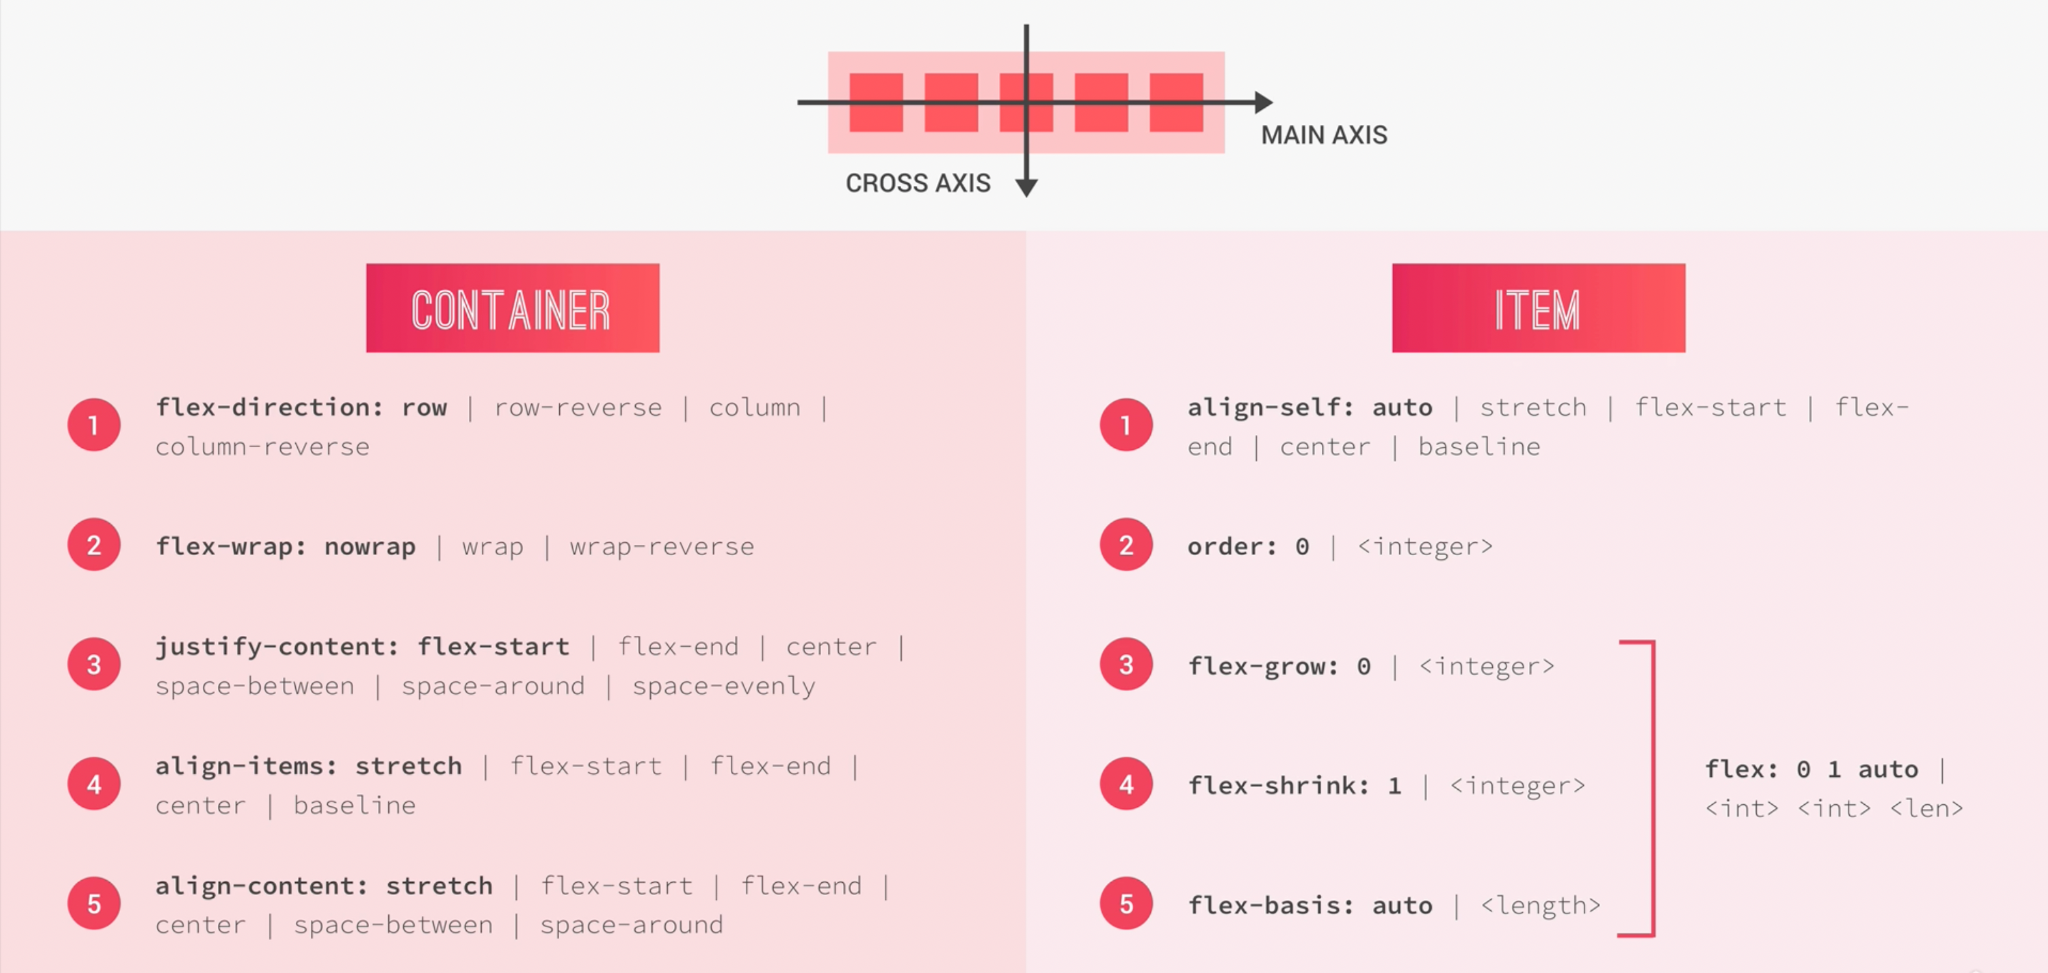 MAIN AXIS
CROSS AXIS
CONTAINER
1
flex-direction: row | row-reverse | column |
column-reverse
2
flex-wrap: nowrap | wrap | wrap-reverse
3
justify-content: flex-start | flex-end | center |
space-between | space-around | space-evenly
4
align-items: stretch | flex-start | flex-end |
center | baseline
5
align-content: stretch | flex-start | flex-end |
center | space-between | space-around
ITEM
1
align-self: auto | stretch | flex-start | flex-
end | center | baseline
2
order: 0 | <integer>
3
flex-grow: 0 | <integer>
4
flex-shrink: 1 | <integer>
5
flex-basis: auto | <length>
flex: 0 1 auto |
<int> <int> <len>